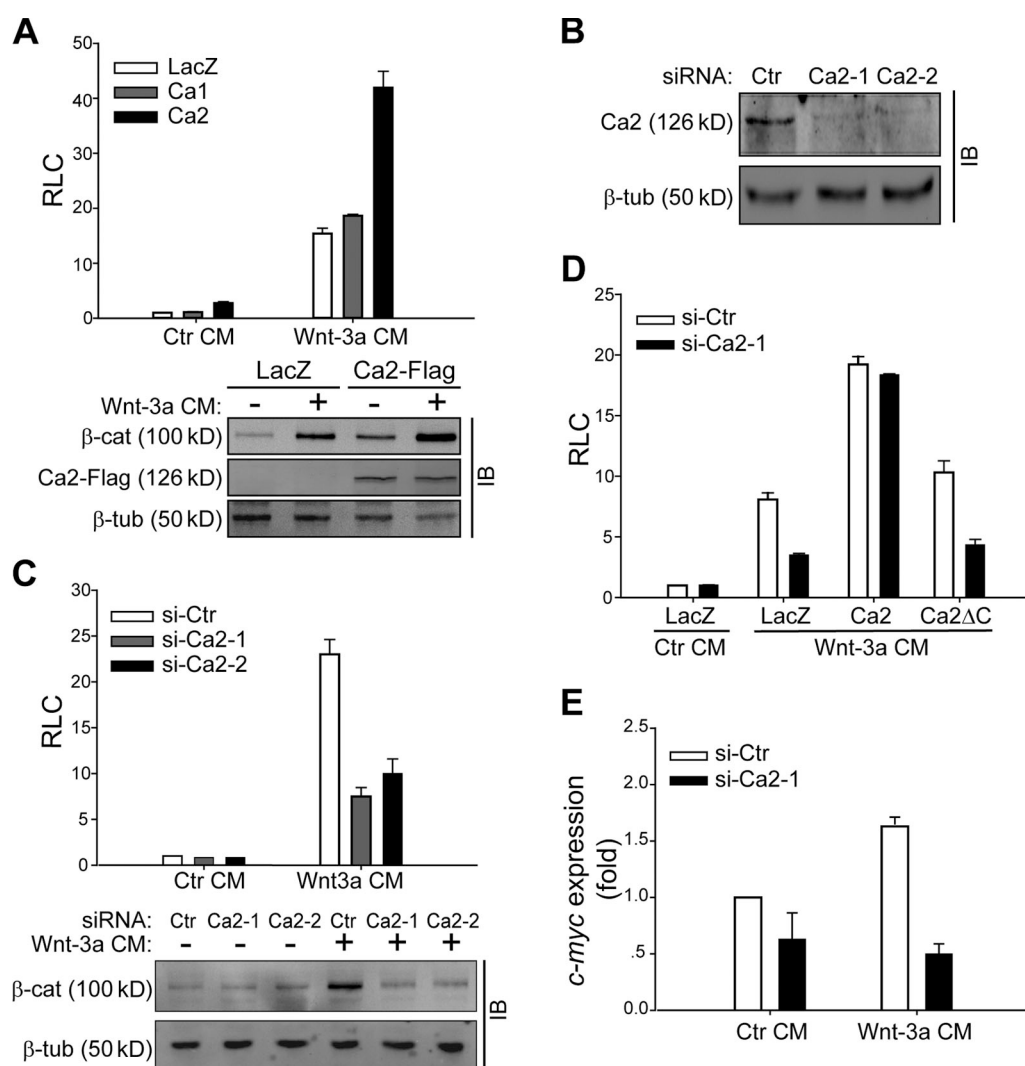 A
50
40
30
20
10
0
RLC
LacZ
Ca1
Ca2
Ctr CM Wnt-3a CM
LacZ Ca2-Flag
Wnt-3a CM: - + - +
β-cat (100 kD)
Ca2-Flag (126 kD)
β-tub (50 kD)
IB
B
siRNA: Ctr Ca2-1 Ca2-2
Ca2 (126 kD)
β-tub (50 kD)
IB
C
30
25
20
15
10
5
0
RLC
si-Ctr
si-Ca2-1
si-Ca2-2
Ctr CM Wnt3a CM
siRNA: Ctr Ca2-1 Ca2-2 Ctr Ca2-1 Ca2-2
Wnt-3a CM: - - - + + +
β-cat (100 kD)
β-tub (50 kD)
IB
D
25
20
15
10
5
0
RLC
si-Ctr
si-Ca2-1
LacZ LacZ Ca2 Ca2ΔC
Ctr CM Wnt-3a CM
E
2.5
2.0
1.5
1.0
.5
0.0
c-myc expression
(fold)
si-Ctr
si-Ca2-1
Ctr CM Wnt-3a CM